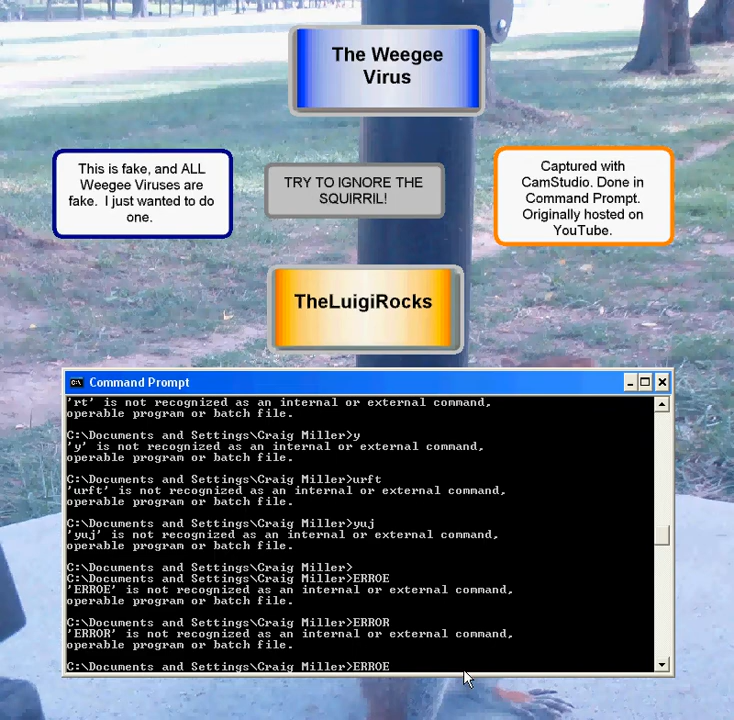 The Weegee
Virus
This is fake, and ALL
Weegee Viruses are
fake.  I just wanted to do
one.
TRY TO IGNORE THE
SQUIRRIL!
Captured with
CamStudio. Done in
Command Prompt.
Originally hosted on
YouTube.
TheLuigiRocks
C:\ Command Prompt
'rt' is not recognized as an internal or external command,
operable program or batch file.
C:\Documents and Settings\Craig Miller>y
'y' is not recognized as an internal or external command,
operable program or batch file.
C:\Documents and Settings\Craig Miller>urft
'urft' is not recognized as an internal or external command,
operable program or batch file.
C:\Documents and Settings\Craig Miller>yuj
'yuj' is not recognized as an internal or external command,
operable program or batch file.
C:\Documents and Settings\Craig Miller>
C:\Documents and Settings\Craig Miller>ERROE
'ERROE' is not recognized as an internal or external command,
operable program or batch file.
C:\Documents and Settings\Craig Miller>ERROR
'ERROR' is not recognized as an internal or external command,
operable program or batch file.
C:\Documents and Settings\Craig Miller>ERROE